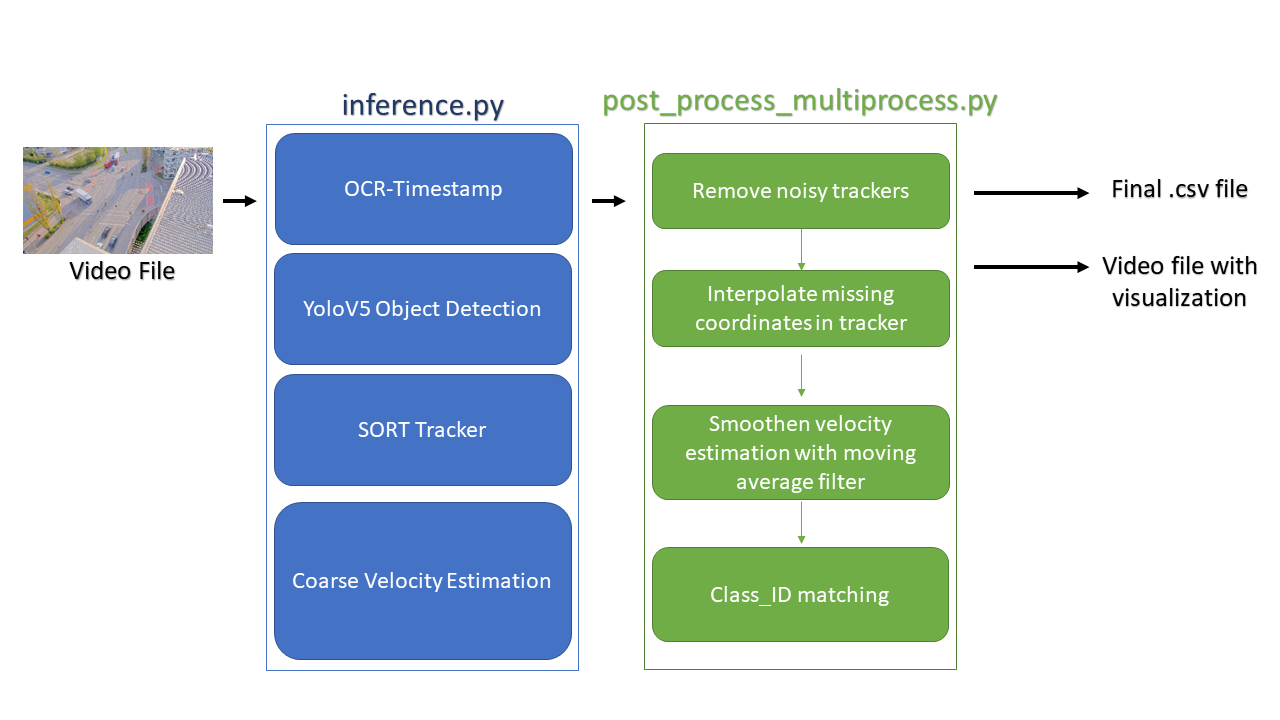 inference.py
post_process_multiprocess.py
Video File
OCR-Timestamp
YoloV5 Object Detection
SORT Tracker
Coarse Velocity Estimation
Remove noisy trackers
Interpolate missing
coordinates in tracker
Smoothen velocity
estimation with moving
average filter
Class_ID matching
Final .csv file
Video file with
visualization